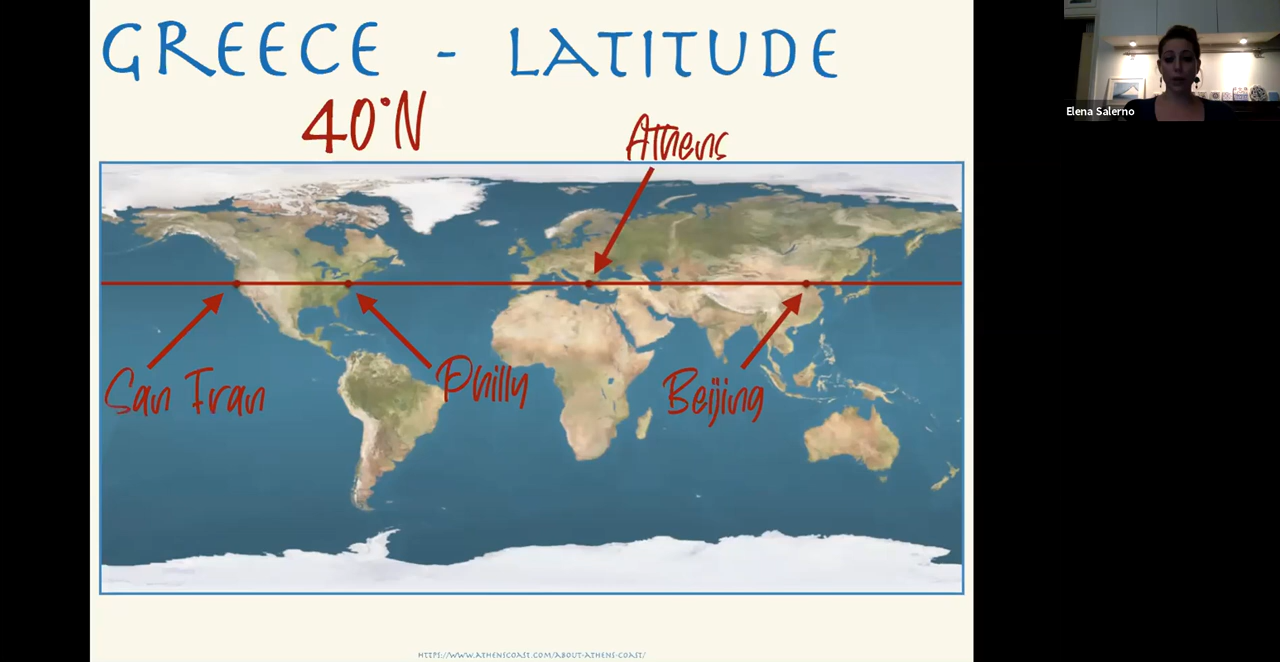 GREECE - LATITUDE
40°N
Athens
San Fran
Philly
Beijing
HTTPS://WWW.ATHENSCOAST.COM/ABOUT-ATHENS-COAST/
Elena Salerno